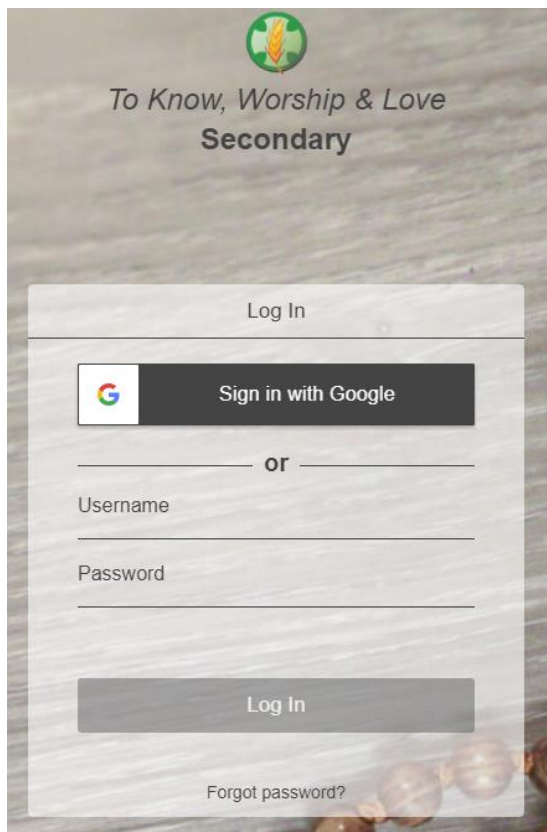 To Know, Worship & Love
Secondary
Log In
Sign in with Google
or
Username
Password
Log In
Forgot password?